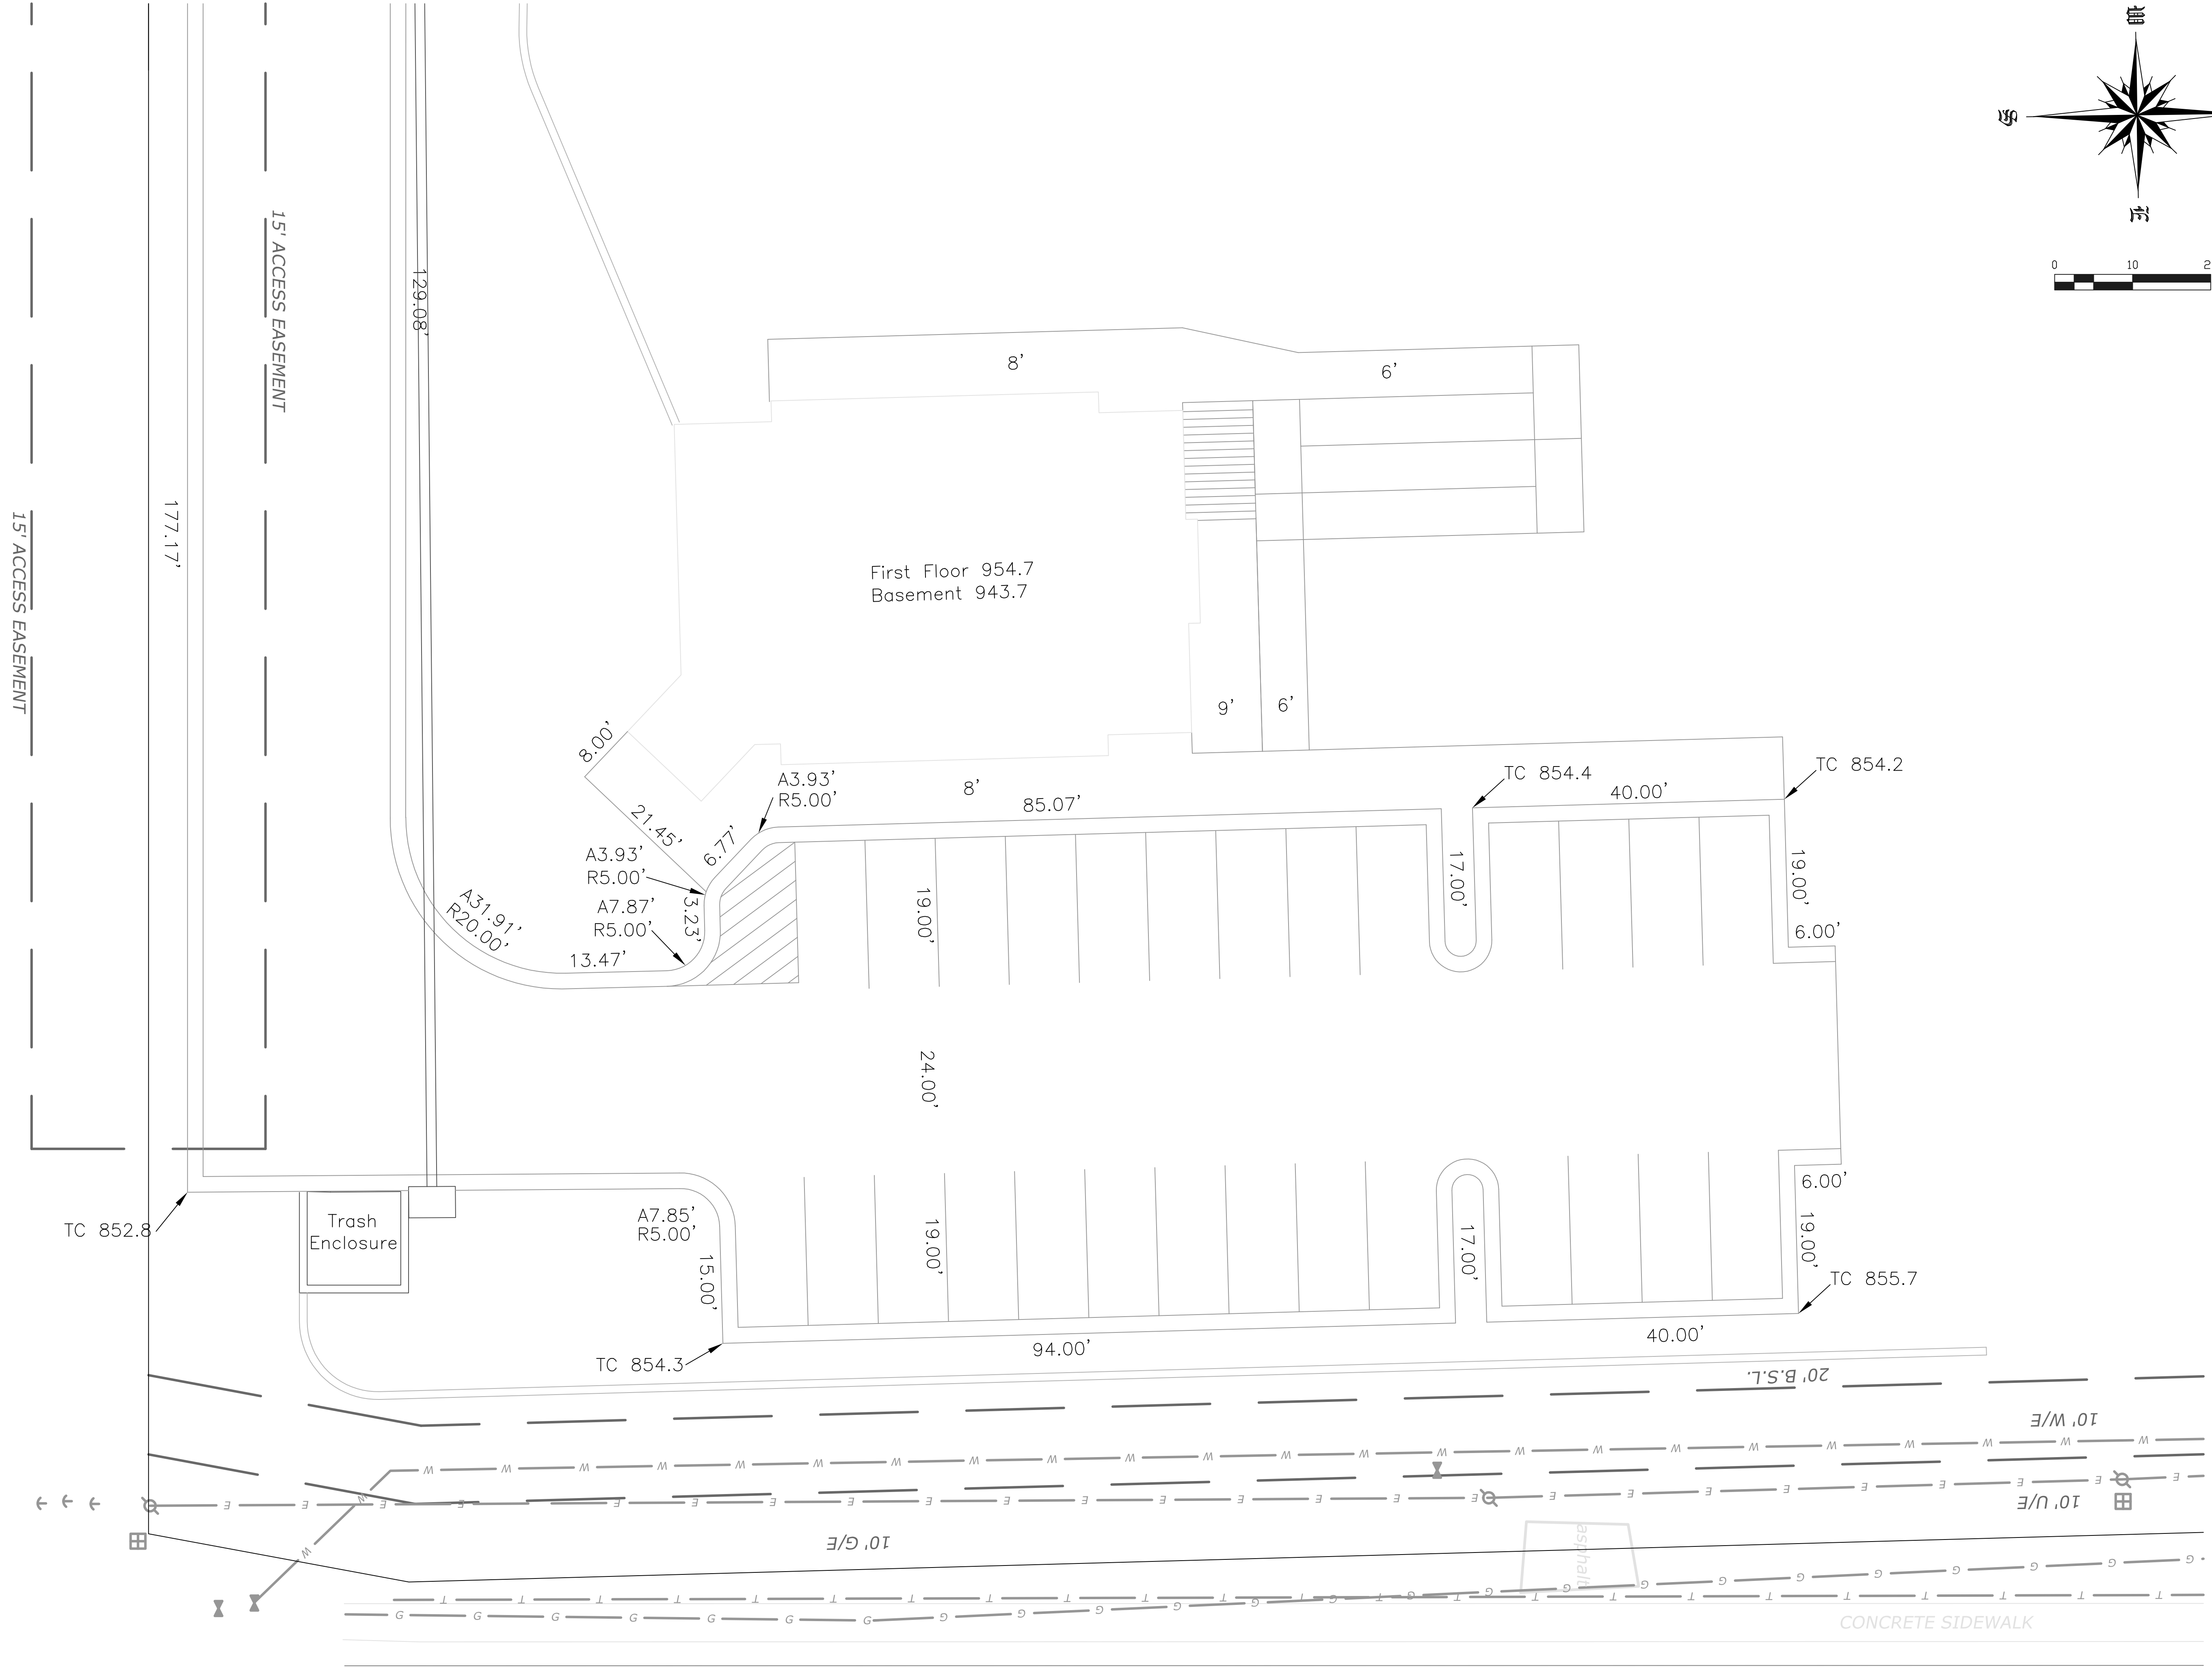 15' ACCESS EASEMENT
15' ACCESS EASEMENT
177.17'
129.08'
0 10 2
8'
6'
First Floor 954.7
Basement 943.7
9'
6'
8.00'
21.45'
6.77'
A3.93'
R5.00'
8'
85.07'
TC 854.4
40.00'
TC 854.2
A3.93'
R5.00'
A7.87'
R5.00'
3.23'
A31.91'
R20.00'
13.47'
19.00'
17.00'
19.00'
6.00'
24.00'
TC 852.8
Trash
Enclosure
A7.85'
R5.00'
15.00'
19.00'
17.00'
6.00'
19.00'
TC 855.7
TC 854.3
94.00'
40.00'
20' B.S.L.
10' W/E
W W W W W W W W W W W W W W W W W W W W W W W W W
E E E E E E E E E E E E E E E E E E E E E E E E E E
10' U/E
10' G/E
asphalt
T T T T T T T T T T T T T T T T T T T T T T T
G G G G G G G G G G G G G G G G G G G G G G G G
CONCRETE SIDEWALK